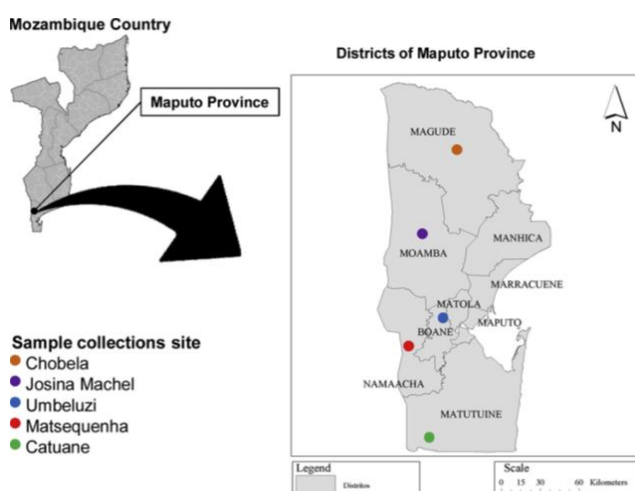 Mozambique Country
Maputo Province
Districts of Maputo Province
N
MAGUDE
MANHICA
MOAMBA
MARRACUENE
MATOLA
MAPUTO
BOANE
NAMAACHA
MATUTUINE
Sample collections site
Chobela
Josina Machel
Umbeluzi
Matsequenha
Catuane
Legend
Distritos
Scale
0 15 30 60 Kilometers